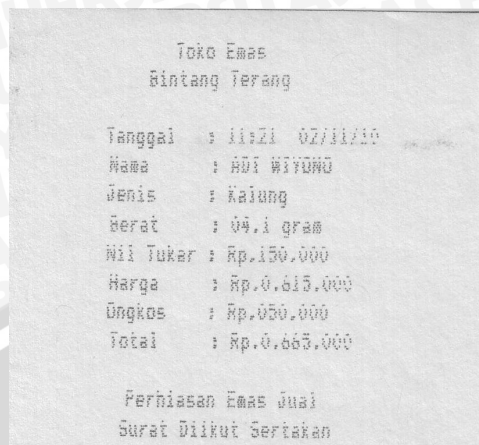 Toko Emas
Bintang Terang
Tanggal : 11:21 02/11/10
Nama : ADI WIYONO
Jenis : Kalung
Berat : 04.1 gram
Nil Tukar : Rp.150.000
Harga : Rp.0.615.000
Ongkos : Rp.050.000
Total : Rp.0.665.000
Perhiasan Emas Jual
Surat Diikut Sertakan